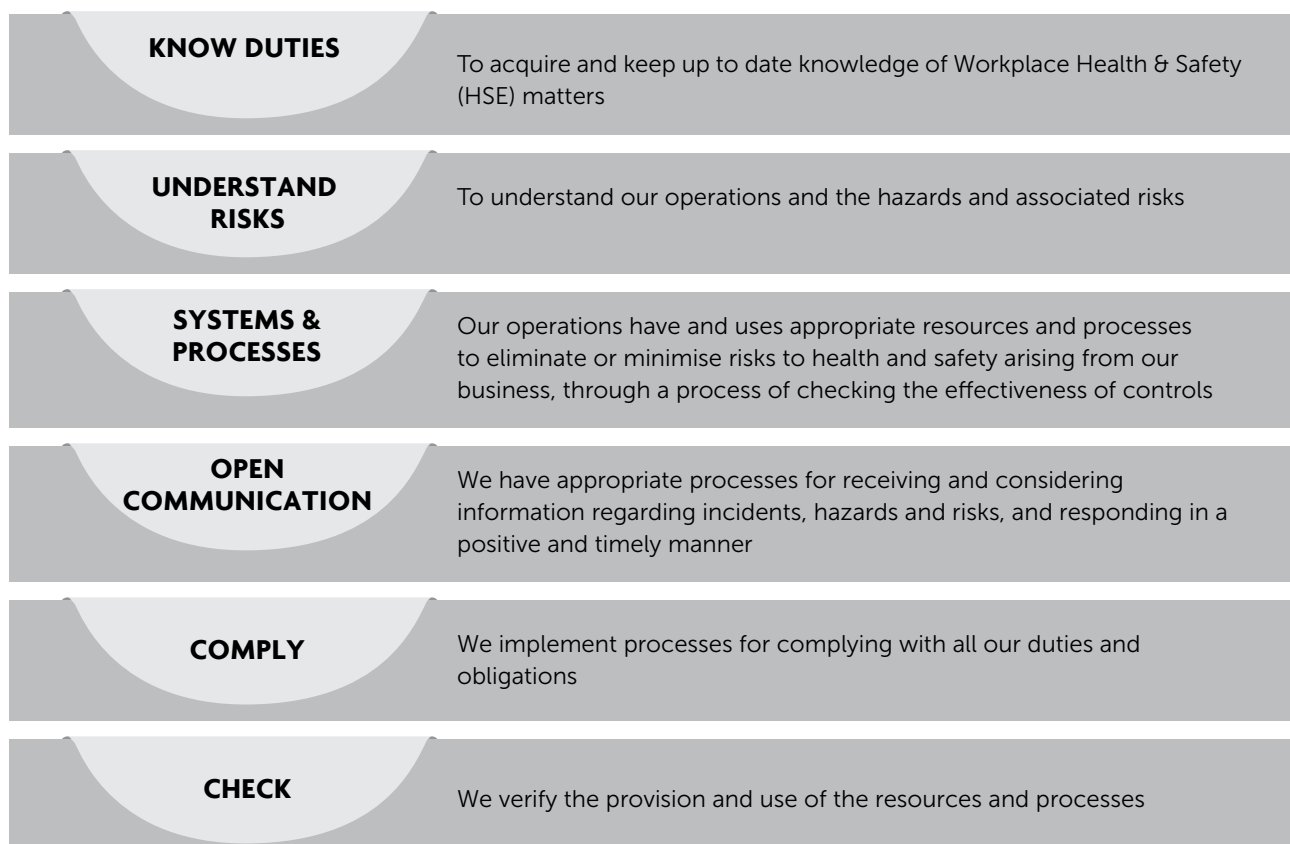 KNOW DUTIES
To acquire and keep up to date knowledge of Workplace Health & Safety
(HSE) matters
UNDERSTAND
RISKS
To understand our operations and the hazards and associated risks
SYSTEMS &
PROCESSES
Our operations have and uses appropriate resources and processes
to eliminate or minimise risks to health and safety arising from our
business, through a process of checking the effectiveness of controls
OPEN
COMMUNICATION
We have appropriate processes for receiving and considering
information regarding incidents, hazards and risks, and responding in a
positive and timely manner
COMPLY
We implement processes for complying with all our duties and
obligations
CHECK
We verify the provision and use of the resources and processes